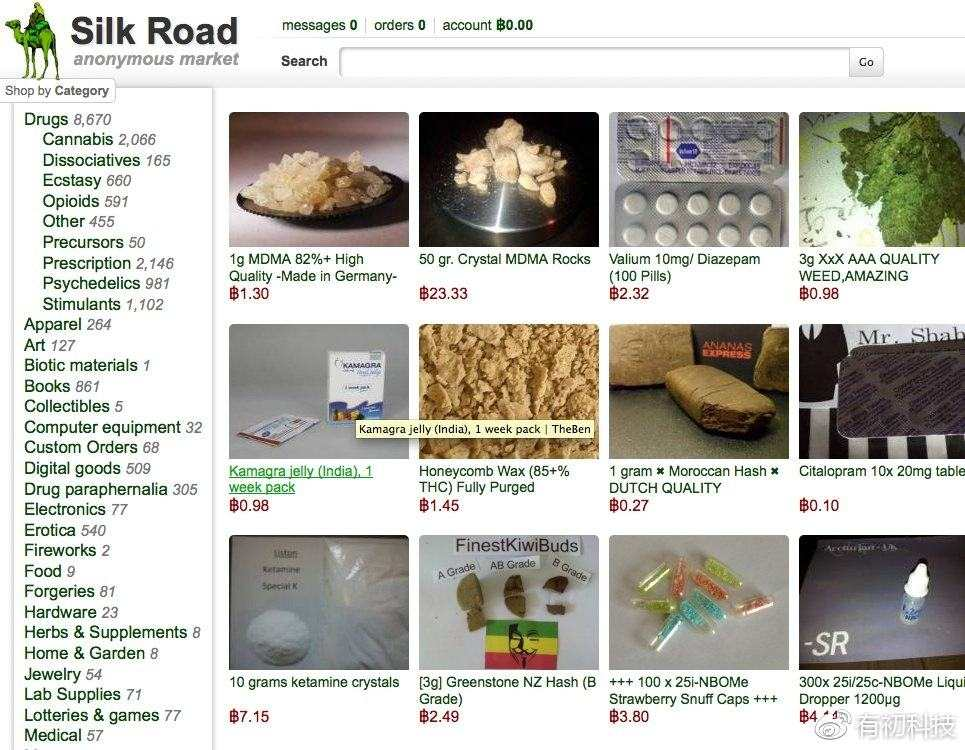 Silk Road
anonymous market
messages 0 orders 0 account ฿0.00
Search
Go
Shop by Category
Drugs 8,670
Cannabis 2,066
Dissociatives 165
Ecstasy 660
Opioids 591
Other 455
Precursors 50
Prescription 2,146
Psychedelics 981
Stimulants 1,102
Apparel 264
Art 127
Biotic materials 1
Books 861
Collectibles 5
Computer equipment 32
Custom Orders 68
Digital goods 509
Drug paraphernalia 305
Electronics 77
Erotica 540
Fireworks 2
Food 9
Forgeries 81
Hardware 23
Herbs & Supplements 8
Home & Garden 8
Jewelry 54
Lab Supplies 71
Lotteries & games 77
Medical 57
1g MDMA 82%+ High
Quality -Made in Germany-
฿1.30
50 gr. Crystal MDMA Rocks
฿23.33
Valium 10mg/ Diazepam
(100 Pills)
฿2.32
3g XxX AAA QUALITY
WEED,AMAZING
฿0.98
KAMAGRA
1 week pack
Kamagra jelly (India), 1 week pack | TheBen
Kamagra jelly (India), 1
week pack
฿0.98
Honeycomb Wax (85+%
THC) Fully Purged
฿1.45
ANANAS
EXPRESS
1 gram ✖ Moroccan Hash ✖
DUTCH QUALITY
฿0.27
Mr. Shab
Citalopram 10x 20mg table
฿0.10
Liston
Ketamine
Special K
10 grams ketamine crystals
฿7.15
FinestKiwiBuds
A Grade
AB Grade
B Grade
[3g] Greenstone NZ Hash (B
Grade)
฿2.49
+++ 100 x 25i-NBOMe
Strawberry Snuff Caps +++
฿3.80
-SR
300x 25i/25c-NBOMe Liqui
Dropper 1200µg
有初科技